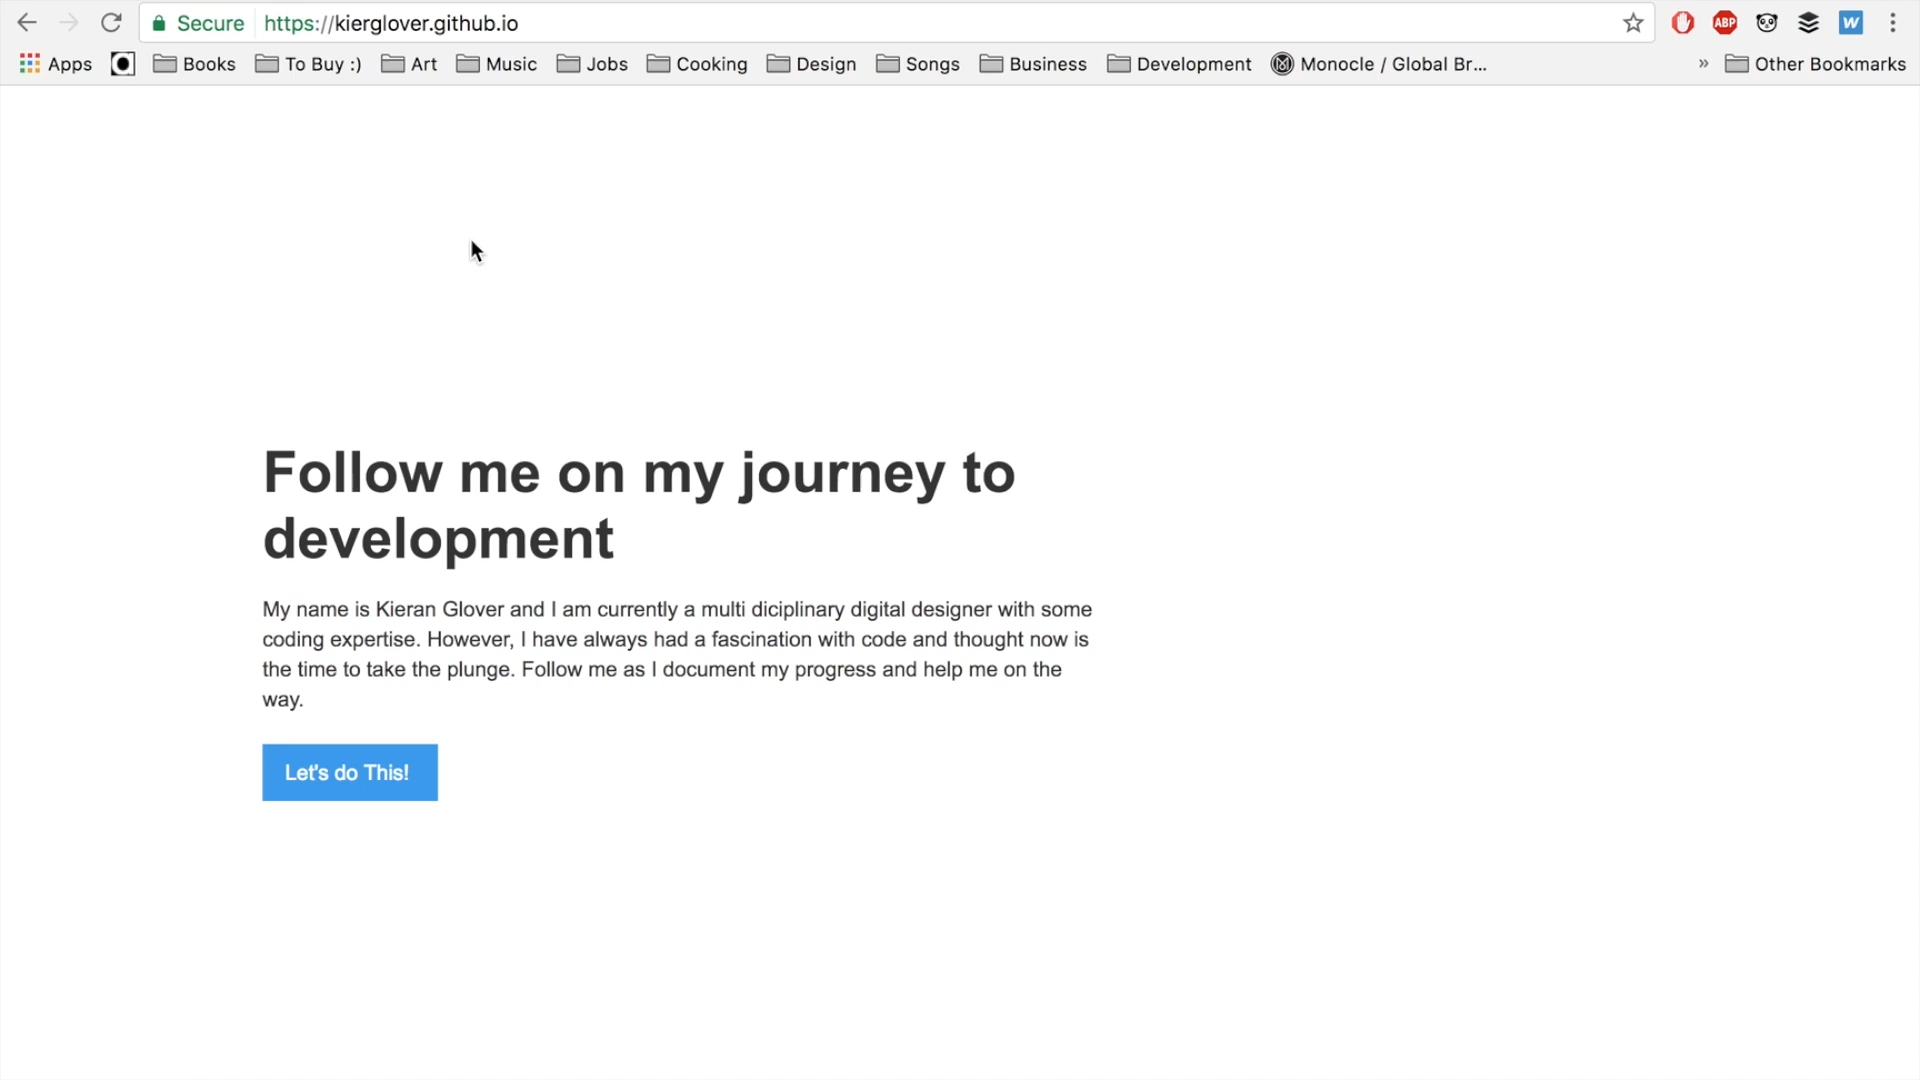 Secure https://kierglover.github.io
ABP
W
Apps Books To Buy :) Art Music Jobs Cooking Design Songs Business Development Monocle / Global Br... » Other Bookmarks
Follow me on my journey to
development
My name is Kieran Glover and I am currently a multi diciplinary digital designer with some
coding expertise. However, I have always had a fascination with code and thought now is
the time to take the plunge. Follow me as I document my progress and help me on the
way.
Let's do This!